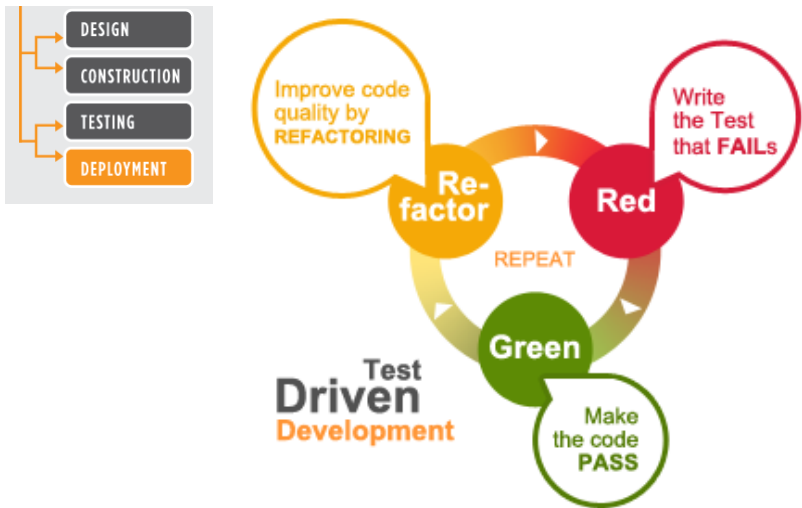 DESIGN
CONSTRUCTION
TESTING
DEPLOYMENT
Improve code
quality by
REFACTORING
Write
the Test
that FAILs
Re-
factor
Red
REPEAT
Green
Test
Driven
Development
Make
the code
PASS